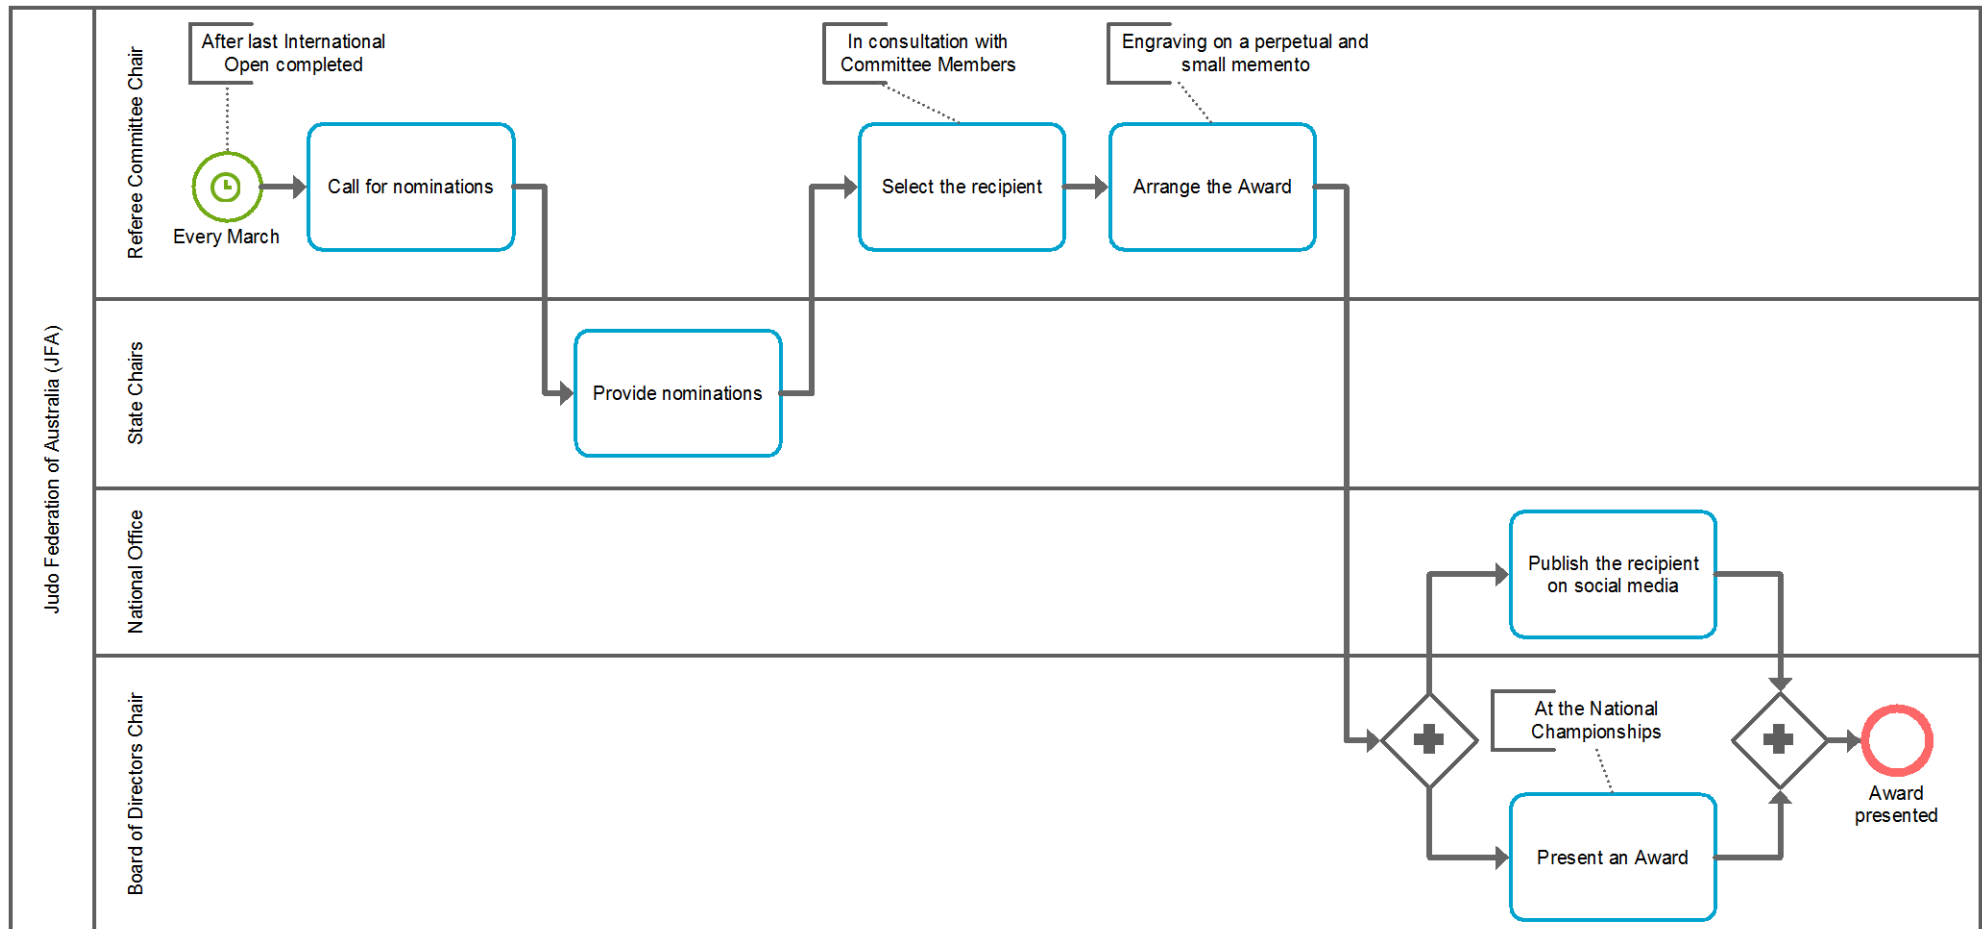 Judo Federation of Australia (JFA)
Referee Committee Chair
After last International
Open completed
Every March
Call for nominations
In consultation with
Committee Members
Select the recipient
Engraving on a perpetual and
small memento
Arrange the Award
State Chairs
Provide nominations
National Office
Publish the recipient
on social media
Board of Directors Chair
At the National
Championships
Present an Award
Award
presented